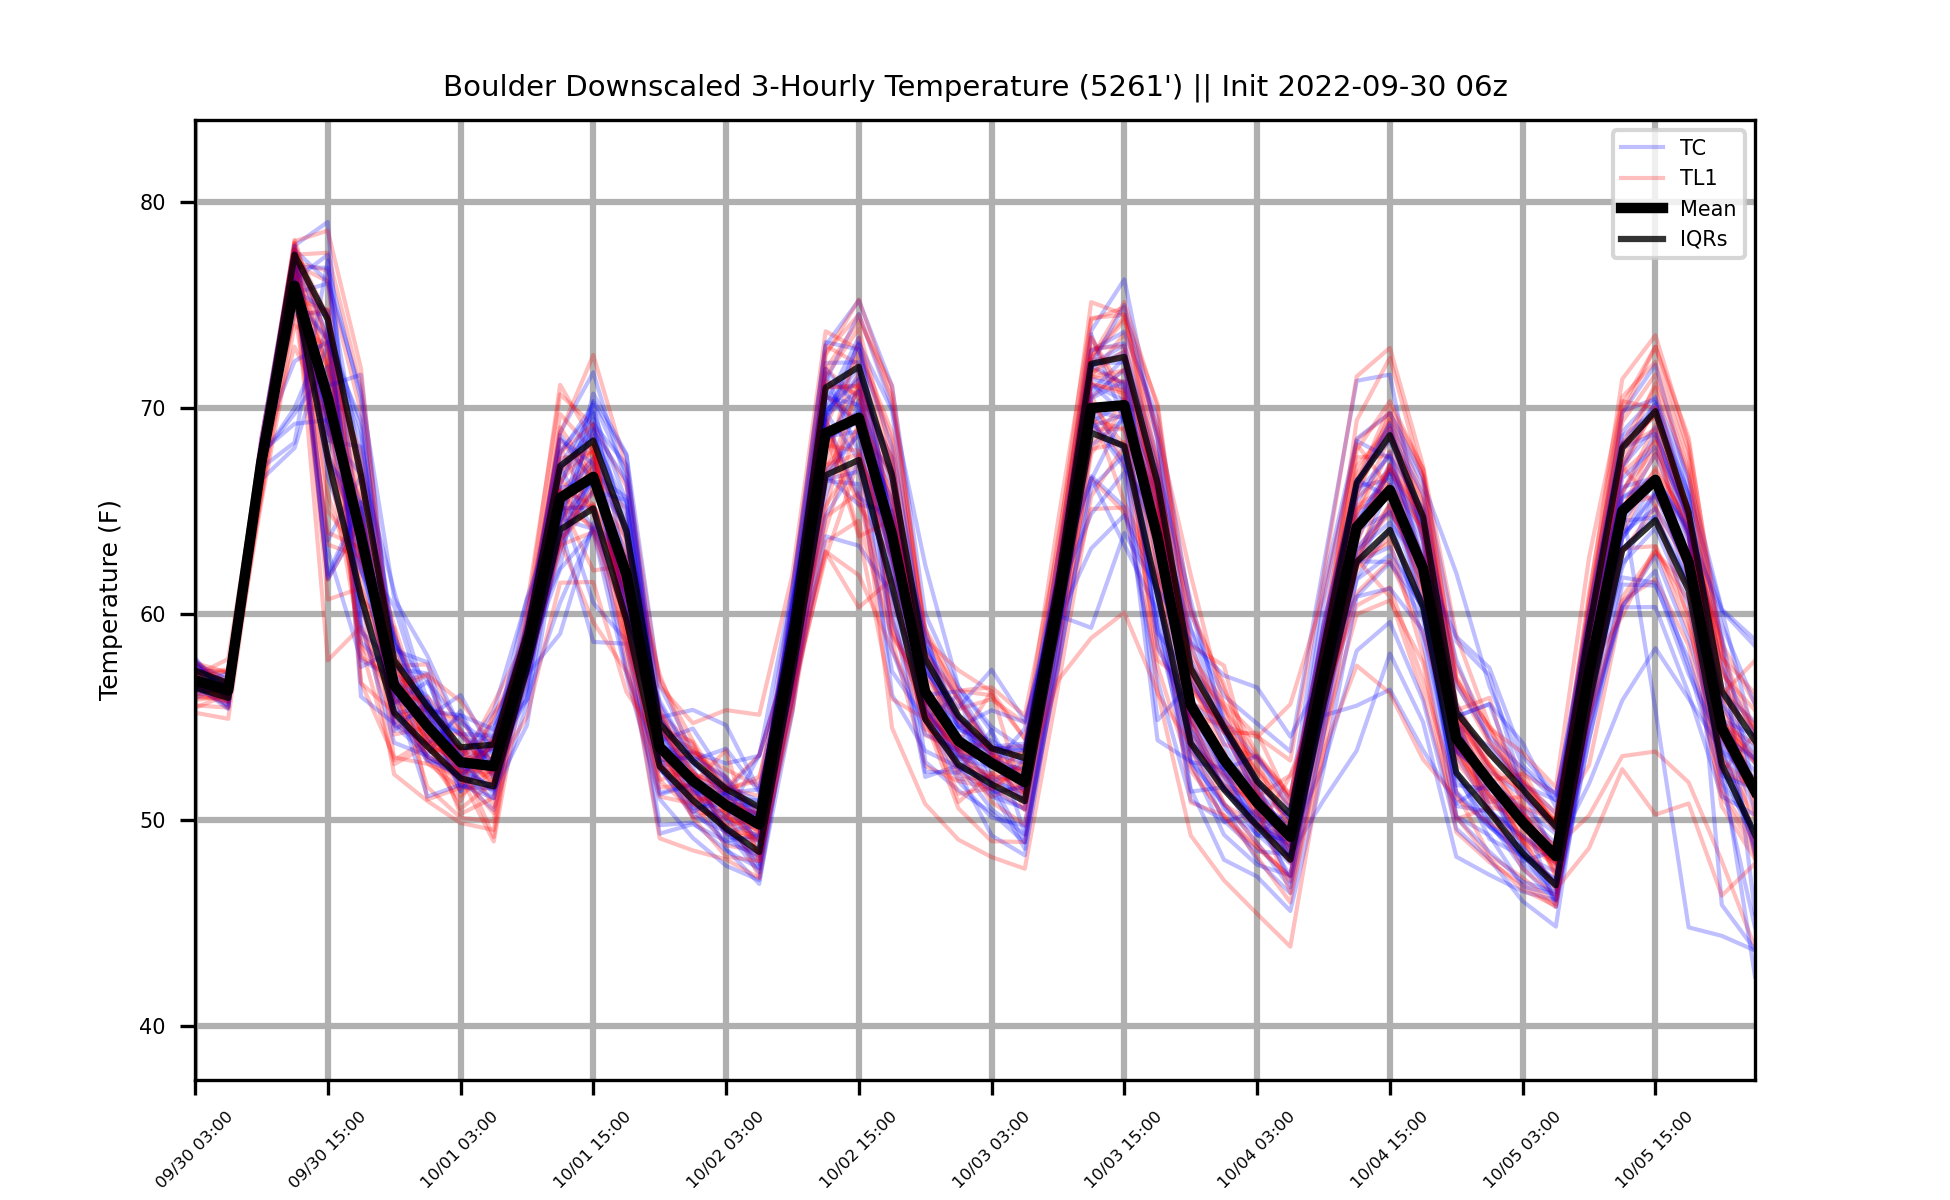 Boulder Downscaled 3-Hourly Temperature (5261') || Init 2022-09-30 06z
TC
TL1
Mean
IQRs
Temperature (F)
80
70
60
50
40
09/30 03:00
09/30 15:00
10/01 03:00
10/01 15:00
10/02 03:00
10/02 15:00
10/03 03:00
10/03 15:00
10/04 03:00
10/04 15:00
10/05 03:00
10/05 15:00